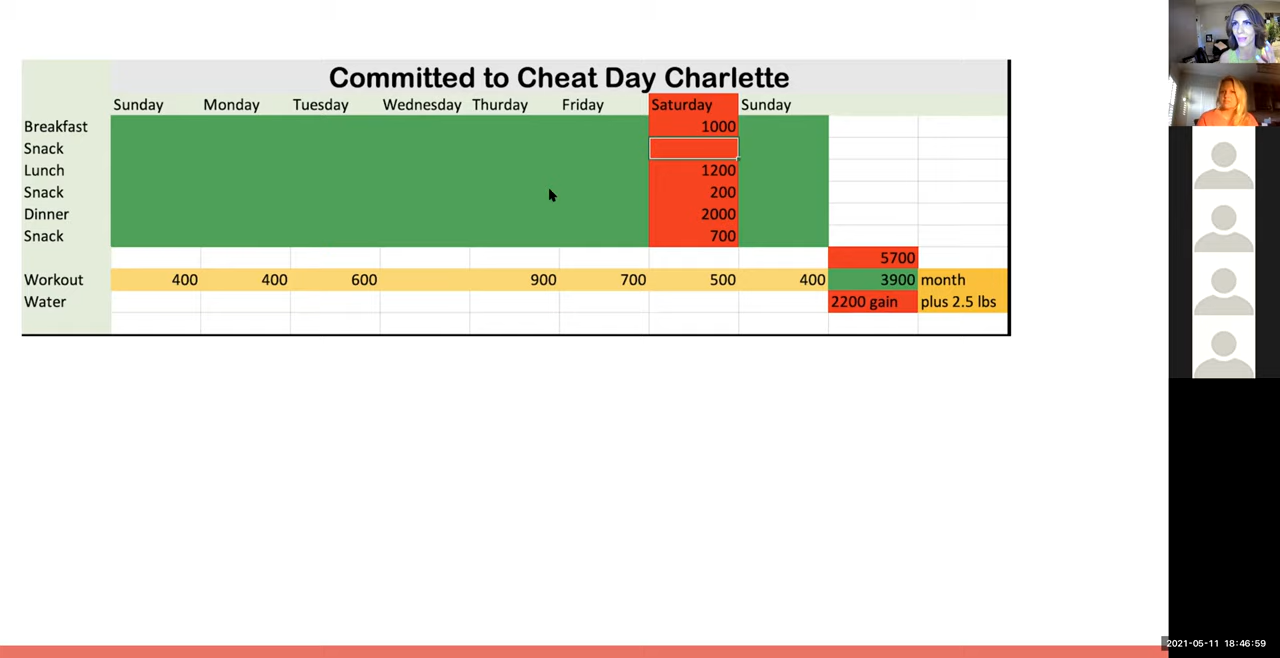 Committed to Cheat Day Charlette
Sunday Monday Tuesday Wednesday Thurday Friday Saturday Sunday
Breakfast 1000
Snack
Lunch 1200
Snack 200
Dinner 2000
Snack 700
5700
Workout 400 400 600 900 700 500 400 3900 month
Water 2200 gain plus 2.5 lbs
2021-05-11 18:46:59